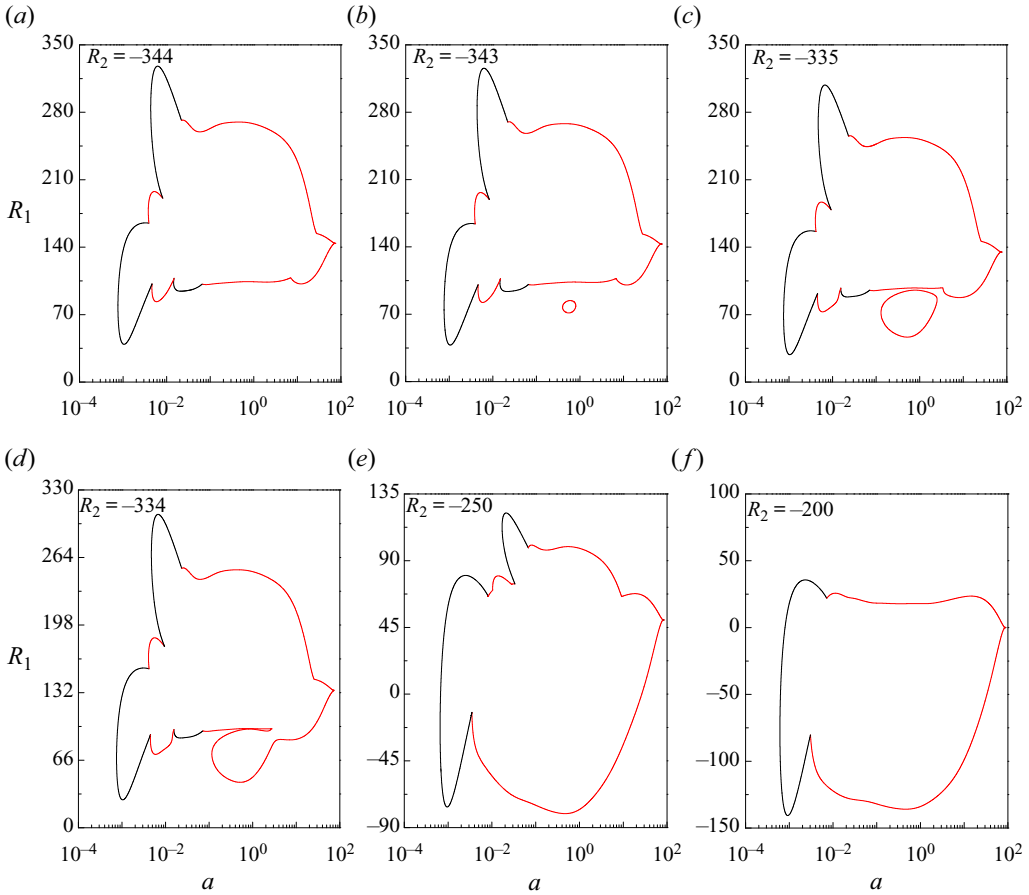 (a) (b) (c)
350 350 350
R₂ = –344 R₂ = –343 R₂ = –335
280 280 280
210 210 210
R₁
140 140 140
70 70 70
0 0 0
10⁻⁴ 10⁻² 10⁰ 10² 10⁻⁴ 10⁻² 10⁰ 10² 10⁻⁴ 10⁻² 10⁰ 10²
(d) (e) (f)
330 135 100
R₂ = –334 R₂ = –250 R₂ = –200
264 90 50
198 45 0
R₁
132 0 –50
66 –45 –100
0 –90 –150
10⁻⁴ 10⁻² 10⁰ 10² 10⁻⁴ 10⁻² 10⁰ 10² 10⁻⁴ 10⁻² 10⁰ 10²
a a a